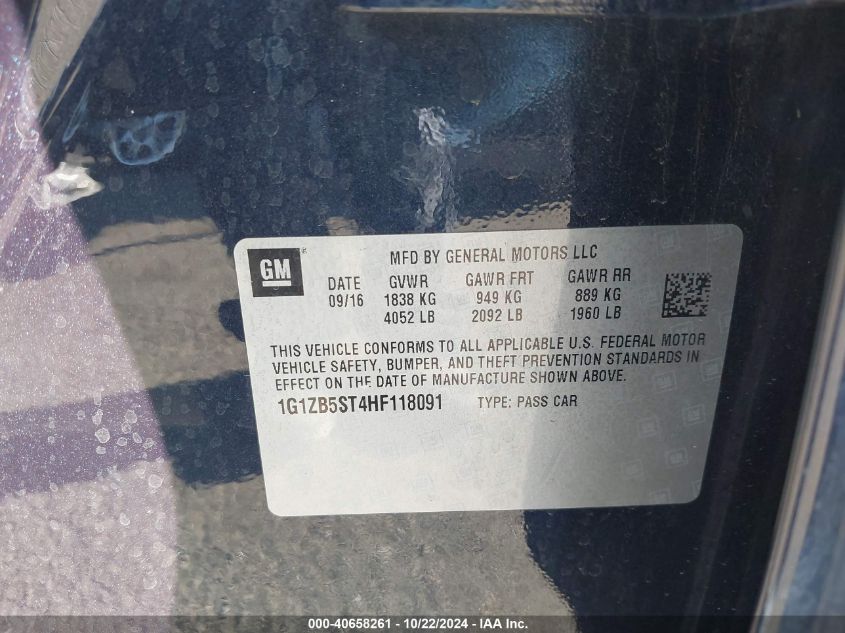 GM ®
MFD BY GENERAL MOTORS LLC
DATE GVWR GAWR FRT GAWR RR
09/16 1838 KG 949 KG 889 KG
4052 LB 2092 LB 1960 LB
THIS VEHICLE CONFORMS TO ALL APPLICABLE U.S. FEDERAL MOTOR
VEHICLE SAFETY, BUMPER, AND THEFT PREVENTION STANDARDS IN
EFFECT ON THE DATE OF MANUFACTURE SHOWN ABOVE.
1G1ZB5ST4HF118091 TYPE: PASS CAR
000-40658261 - 10/22/2024 - IAA Inc.